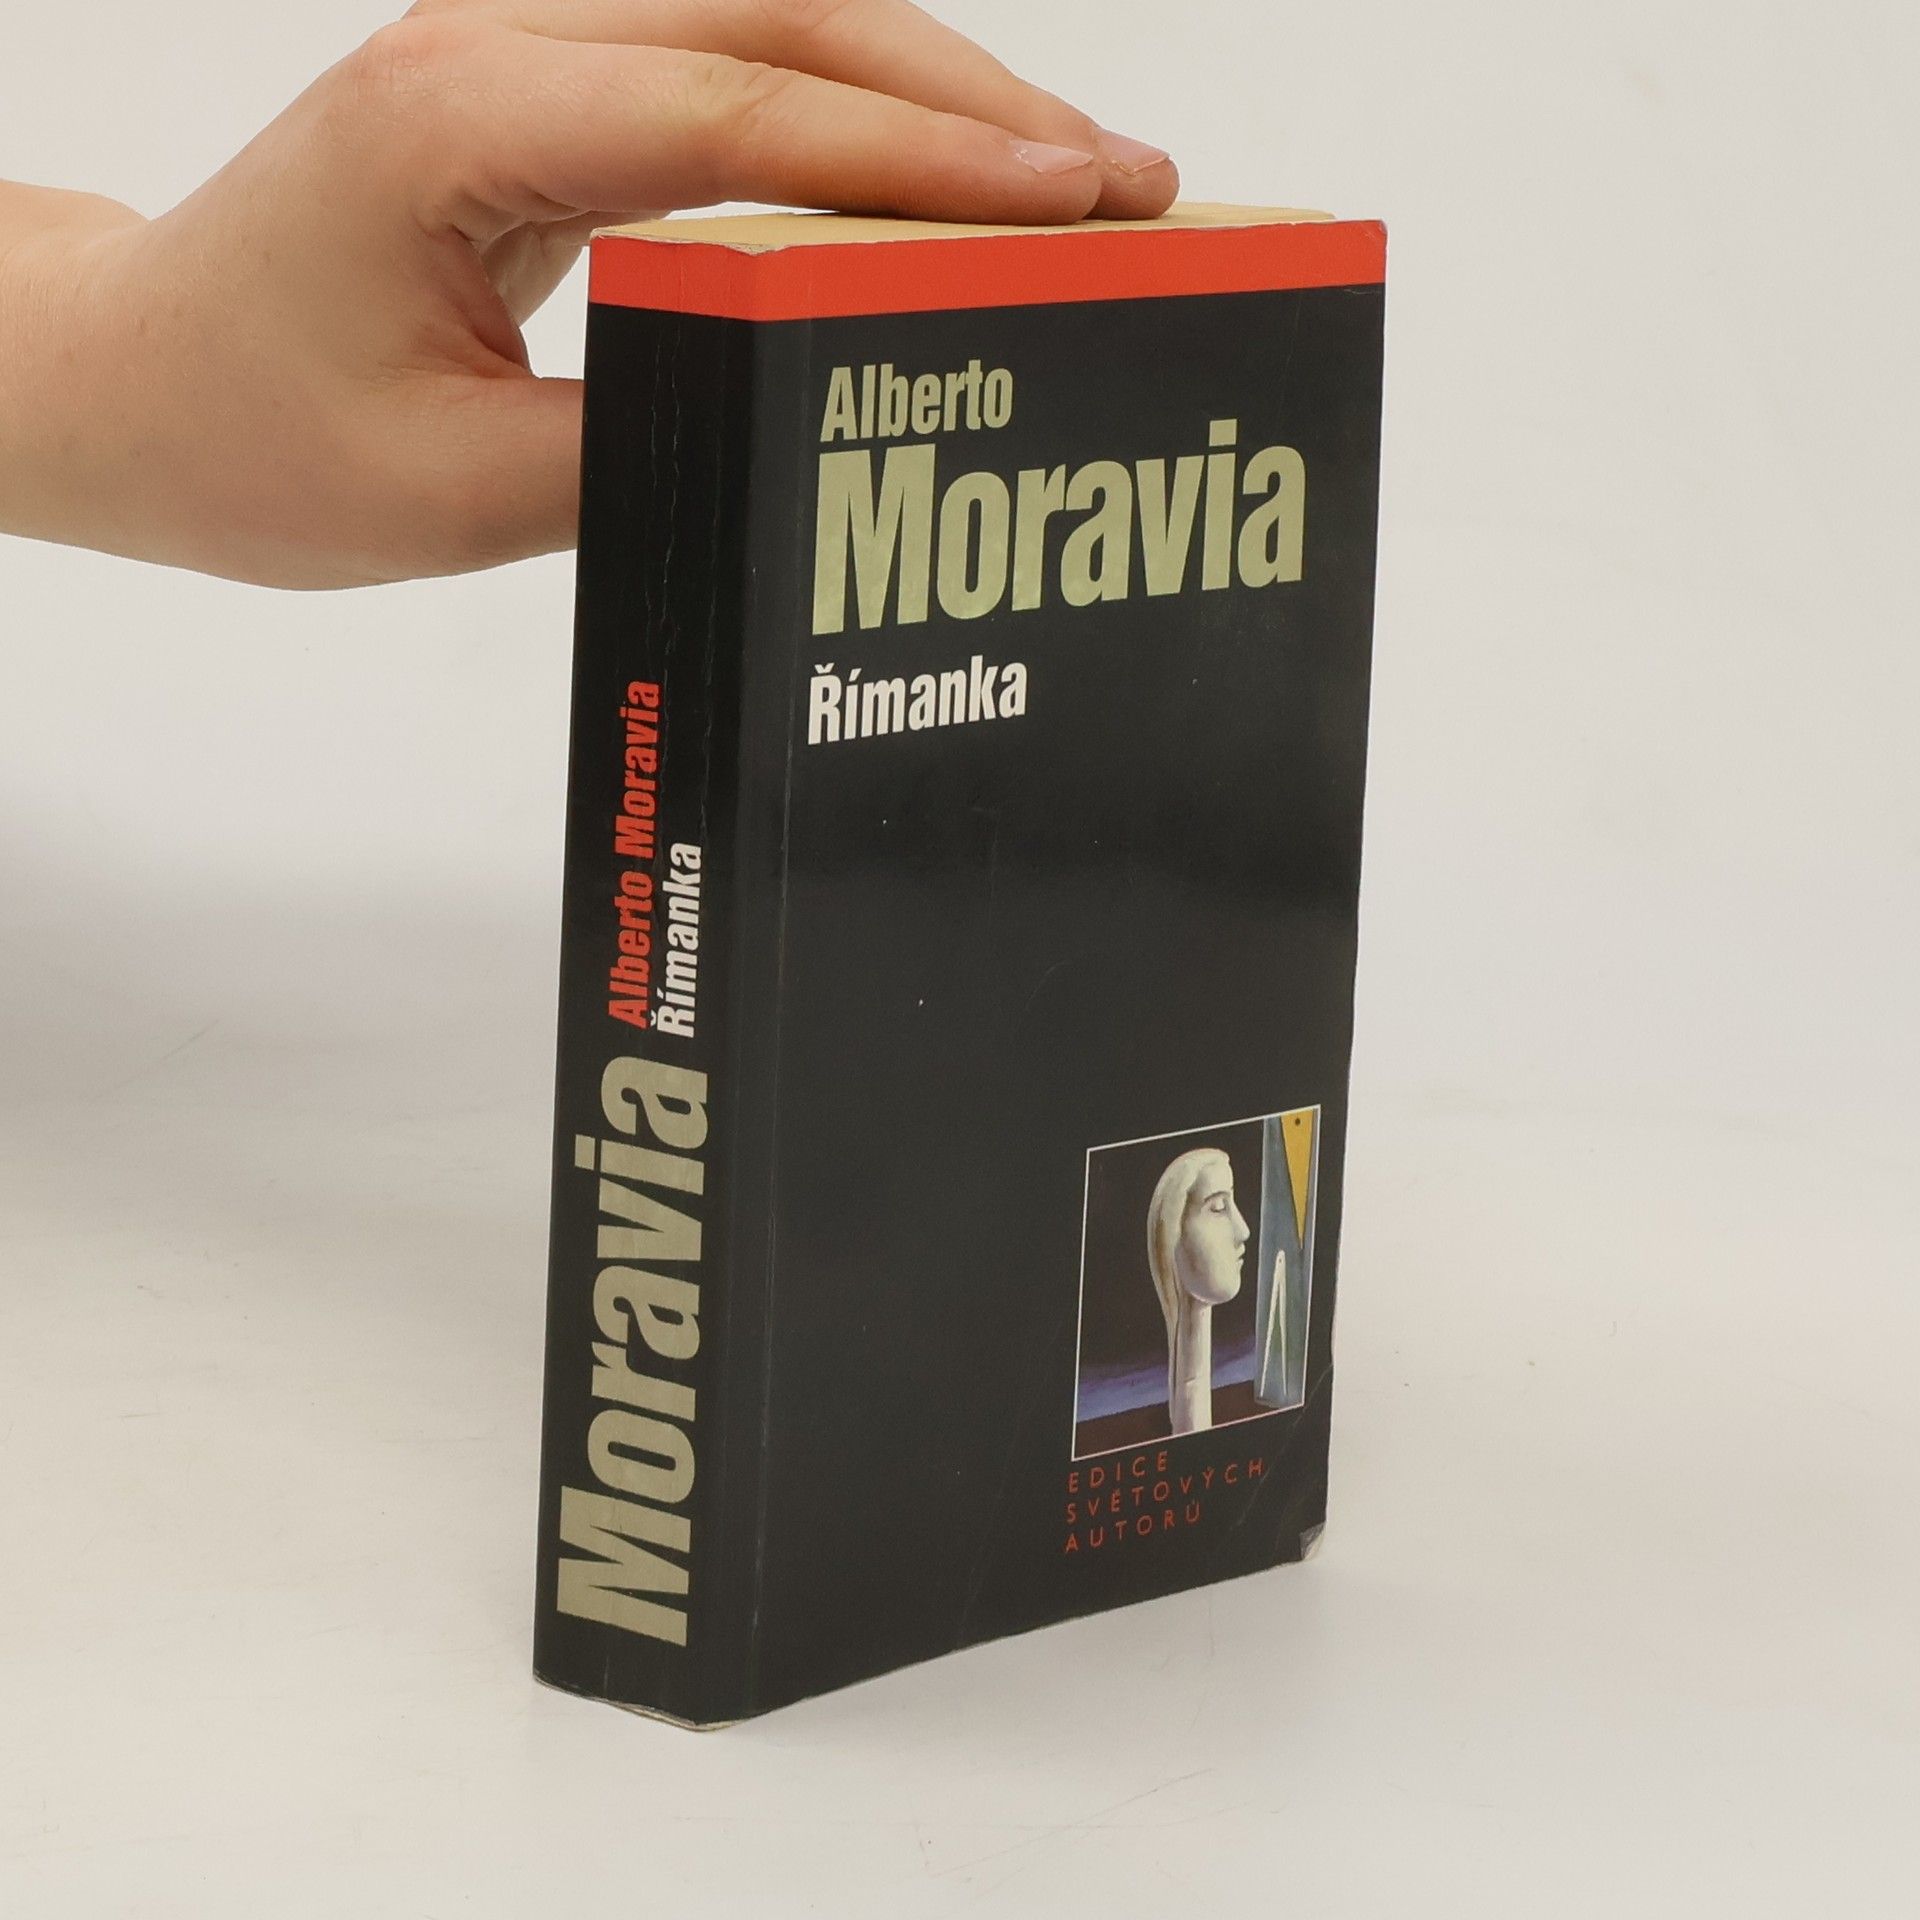 Alberto
Moravia
Římanka
Alberto Moravia
Římanka
Moravia
EDICE
SVĚTOVÝCH
AUTORŮ